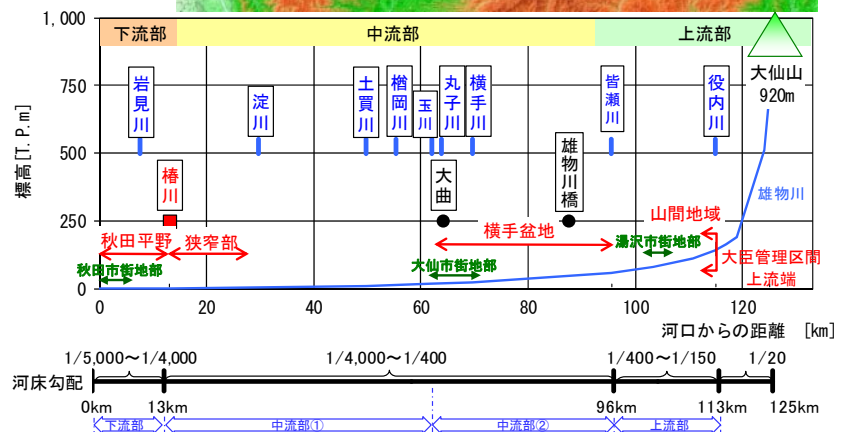 1,000
下流部
中流部
上流部
大仙山
920m
750
岩見川
淀川
土買川
楢岡川
玉川
丸子川
横手川
皆瀬川
役内川
標高[T.P.m]
500
椿川
大曲
雄物川橋
雄物川
250
秋田平野
狭窄部
横手盆地
山間地域
湯沢市街地部
大臣管理区間
上流端
秋田市街地部
大仙市街地部
0
0 20 40 60 80 100 120
河口からの距離 [km]
河床勾配
1/5,000～1/4,000
1/4,000～1/400
1/400～1/150
1/20
0km 13km 96km 113km 125km
下流部 中流部① 中流部② 上流部